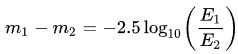 m₁ − m₂ = −2.5 log₁₀(E₁/E₂)